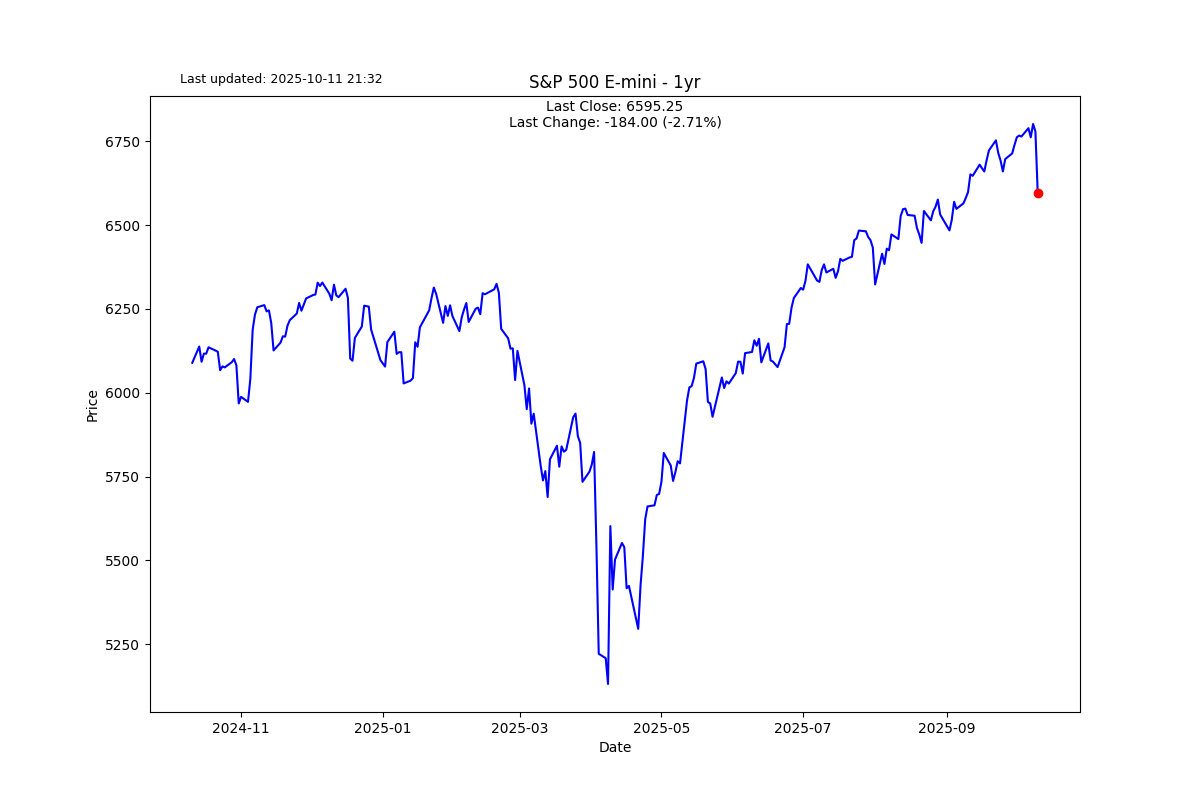 Last updated: 2025-10-11 21:32
S&P 500 E-mini - 1yr
Last Close: 6595.25
Last Change: -184.00 (-2.71%)
Price
6750
6500
6250
6000
5750
5500
5250
2024-11
2025-01
2025-03
2025-05
2025-07
2025-09
Date